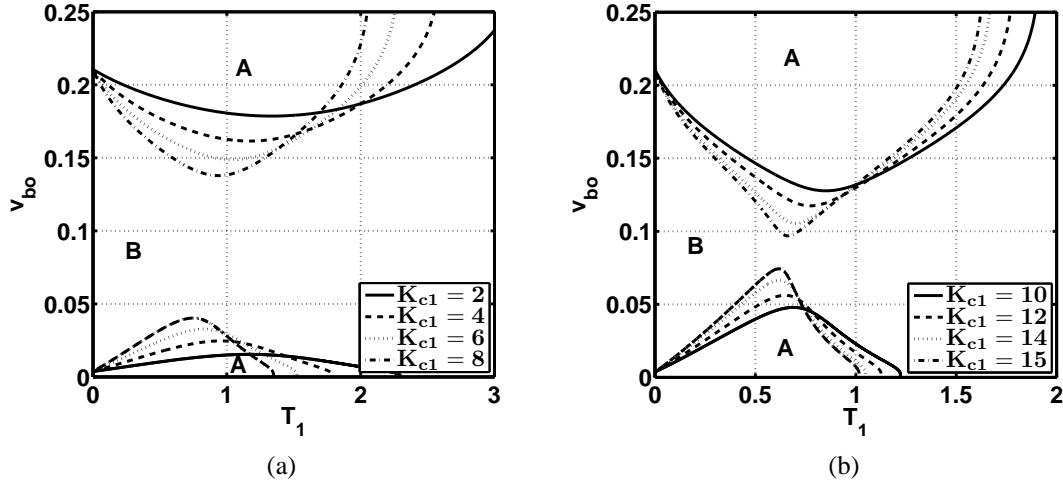 0.25
0.2
0.15
0.1
0.05
0
v_bo
A
B
A
K_c1 = 2
K_c1 = 4
K_c1 = 6
K_c1 = 8
0 1 2 3
T_1
(a)
0.25
0.2
0.15
0.1
0.05
0
v_bo
A
B
A
K_c1 = 10
K_c1 = 12
K_c1 = 14
K_c1 = 15
0 0.5 1 1.5 2
T_1
(b)